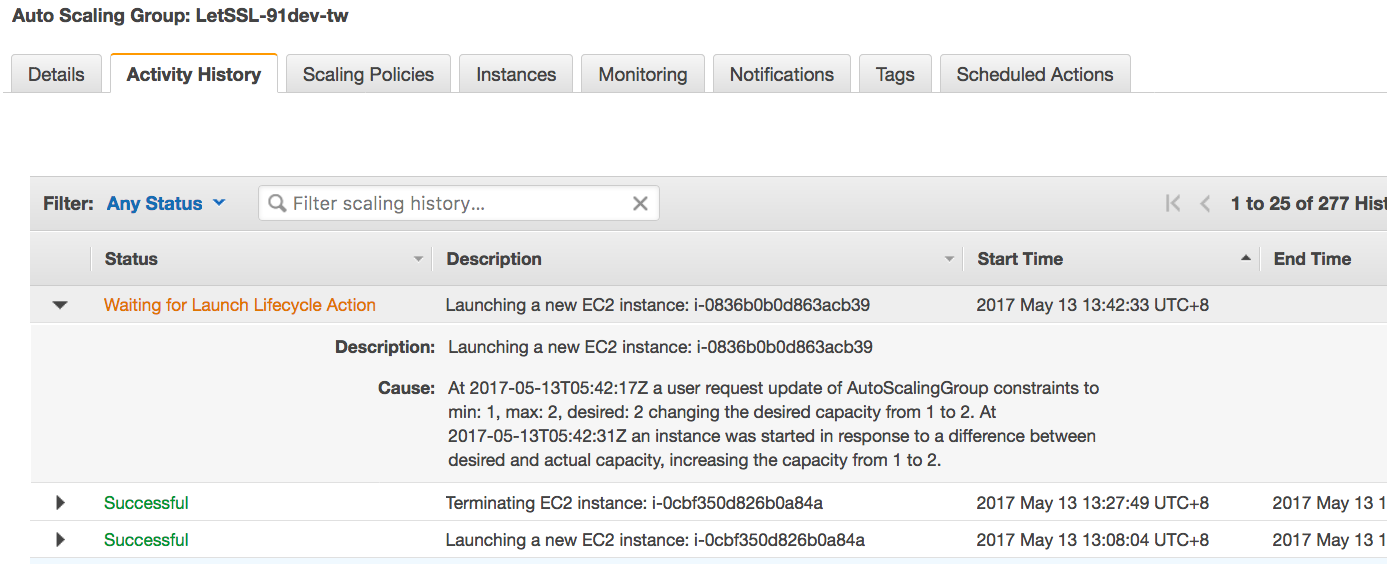 Auto Scaling Group: LetSSL-91dev-tw
Details Activity History Scaling Policies Instances Monitoring Notifications Tags Scheduled Actions
Filter: Any Status Filter scaling history... 1 to 25 of 277 Hist
Status Description Start Time End Time
Waiting for Launch Lifecycle Action Launching a new EC2 instance: i-0836b0b0d863acb39 2017 May 13 13:42:33 UTC+8
Description: Launching a new EC2 instance: i-0836b0b0d863acb39
Cause: At 2017-05-13T05:42:17Z a user request update of AutoScalingGroup constraints to
min: 1, max: 2, desired: 2 changing the desired capacity from 1 to 2. At
2017-05-13T05:42:31Z an instance was started in response to a difference between
desired and actual capacity, increasing the capacity from 1 to 2.
Successful Terminating EC2 instance: i-0cbf350d826b0a84a 2017 May 13 13:27:49 UTC+8 2017 May 13 1
Successful Launching a new EC2 instance: i-0cbf350d826b0a84a 2017 May 13 13:08:04 UTC+8 2017 May 13 1